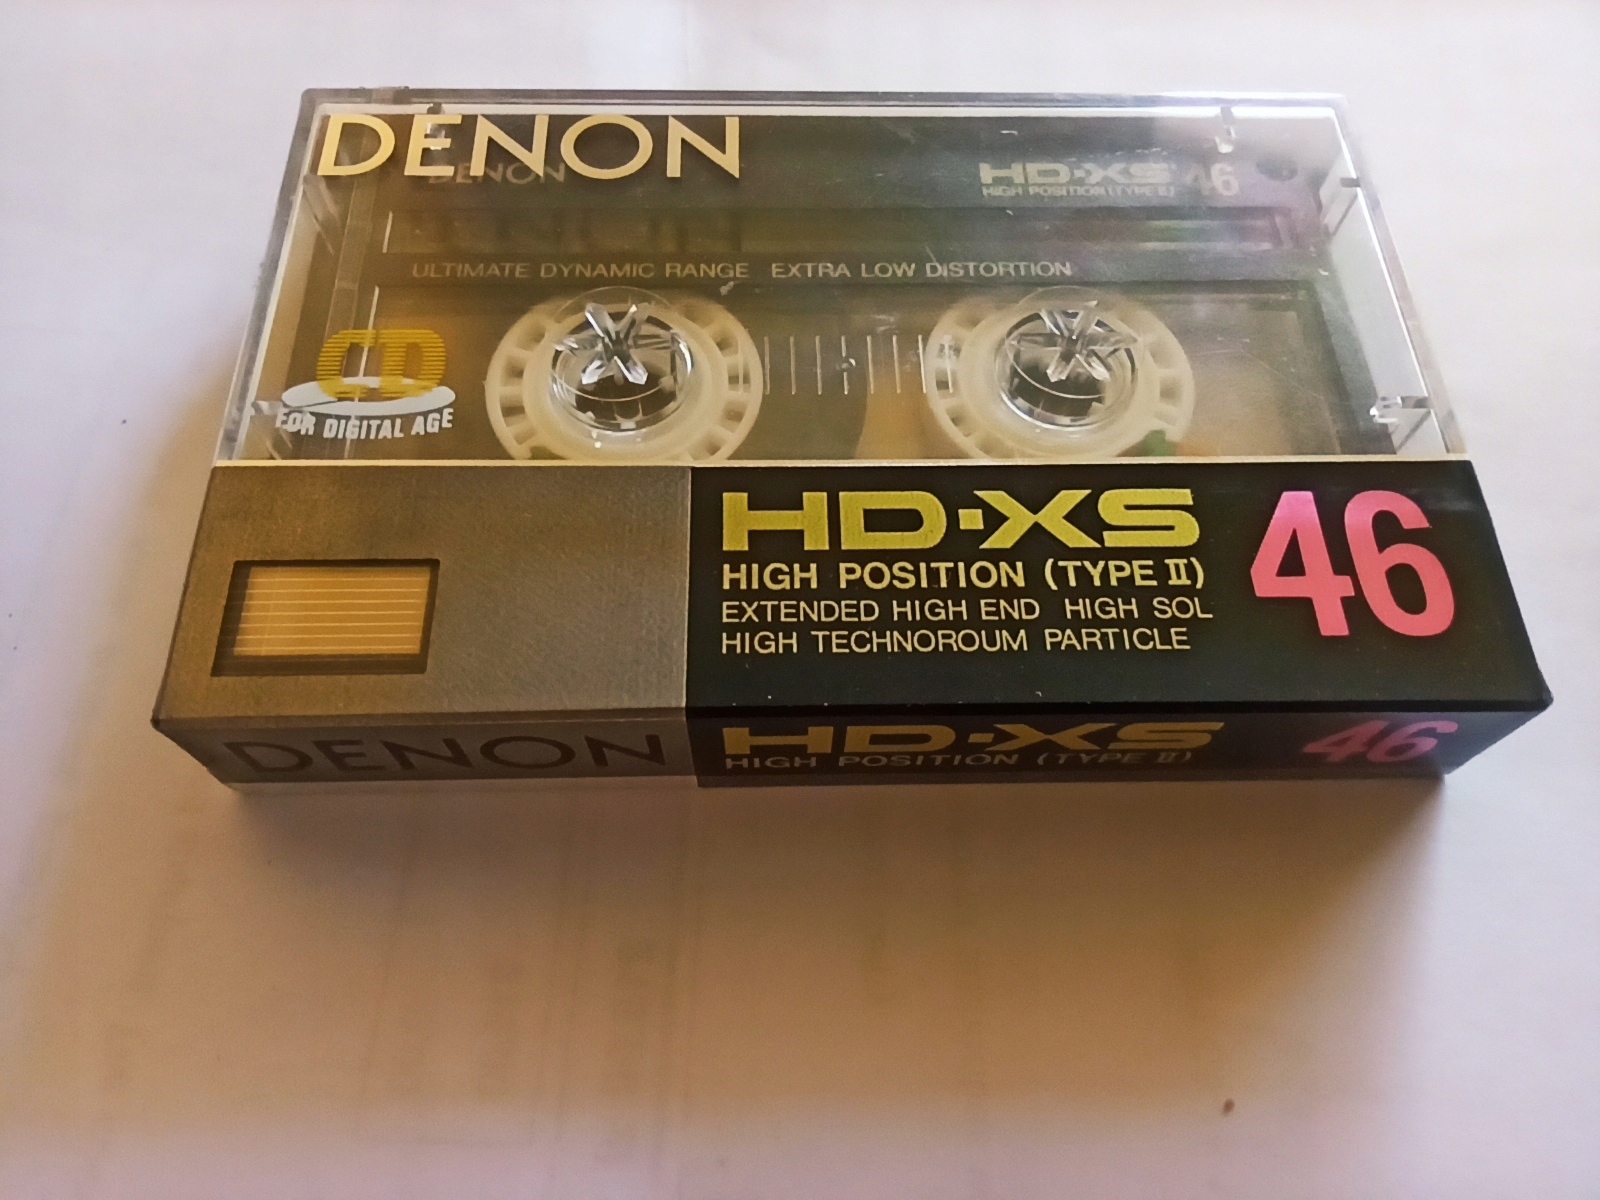 DENON
DENON
HD·XS 46
HIGH POSITION (TYPE II)
ULTIMATE DYNAMIC RANGE EXTRA LOW DISTORTION
CD
FOR DIGITAL AGE
HD·XS 46
HIGH POSITION (TYPE II)
EXTENDED HIGH END HIGH SOL
HIGH TECHNOROUM PARTICLE
DENON HD·XS 46
HIGH POSITION (TYPE II)